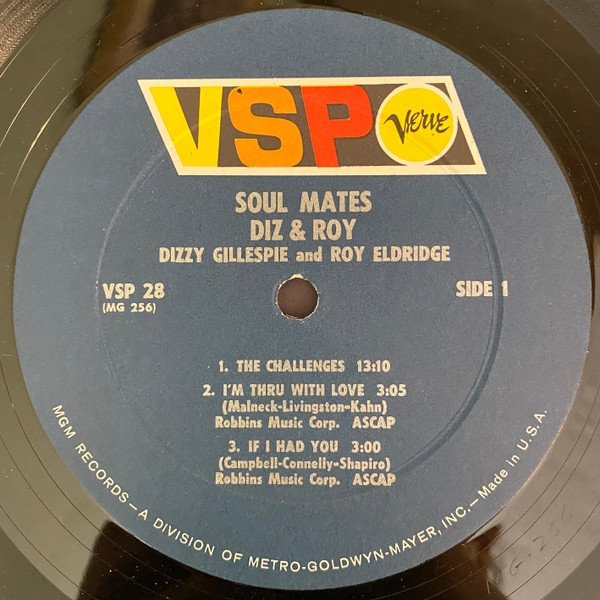 VSP Verve
SOUL MATES
DIZ & ROY
DIZZY GILLESPIE and ROY ELDRIDGE
VSP 28 SIDE 1
(MG 256)
1. THE CHALLENGES 13:10
2. I'M THRU WITH LOVE 3:05
(Malneck-Livingston-Kahn)
Robbins Music Corp. ASCAP
3. IF I HAD YOU 3:00
(Campbell-Connelly-Shapiro)
Robbins Music Corp. ASCAP
MGM RECORDS—A DIVISION OF METRO-GOLDWYN-MAYER, INC.—Made in U.S.A.